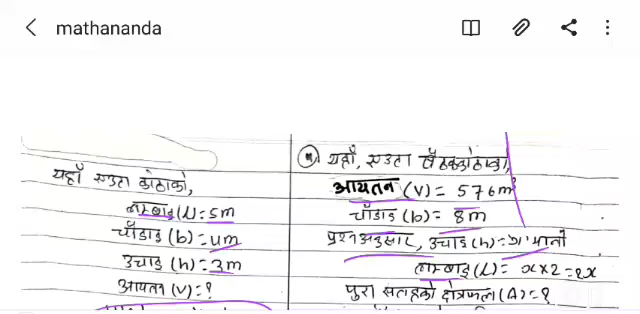 mathananda
यहाँ एउटा कोठाको,
लम्बाइ (l) = 5m
चौडाइ (b) = 4m
उचाइ (h) = 3m
आयतन (v) = ?
यहाँ, एउटा बैठककोठाको,
आयतन (V) = 576m³
चौडाइ (b) = 8m
प्रश्नअनुसार, उचाइ (h) = x मानौ
लम्बाइ (L) = x×2=2x
पुरा सतहको क्षेत्रफल (A) = ?